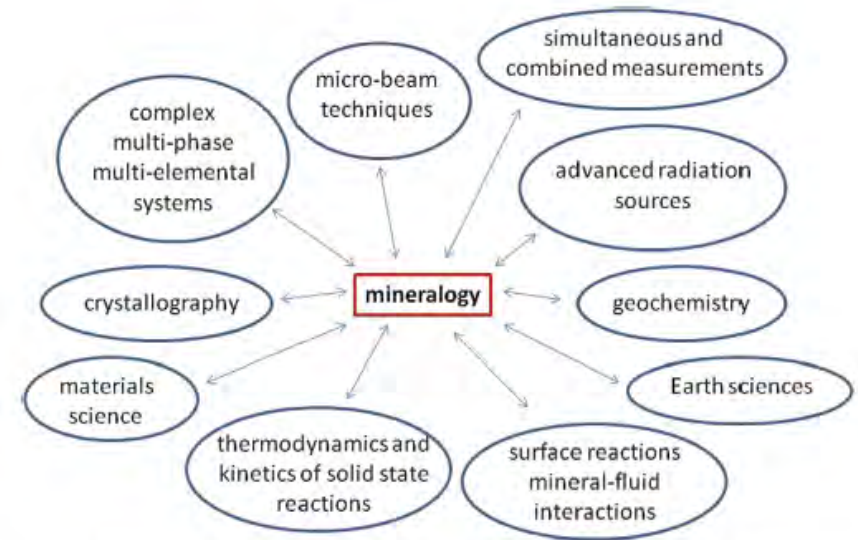 simultaneous and
combined measurements
micro-beam
techniques
complex
multi-phase
multi-elemental
systems
advanced radiation
sources
mineralogy
crystallography
geochemistry
materials
science
Earth sciences
thermodynamics and
kinetics of solid state
reactions
surface reactions
mineral-fluid
interactions